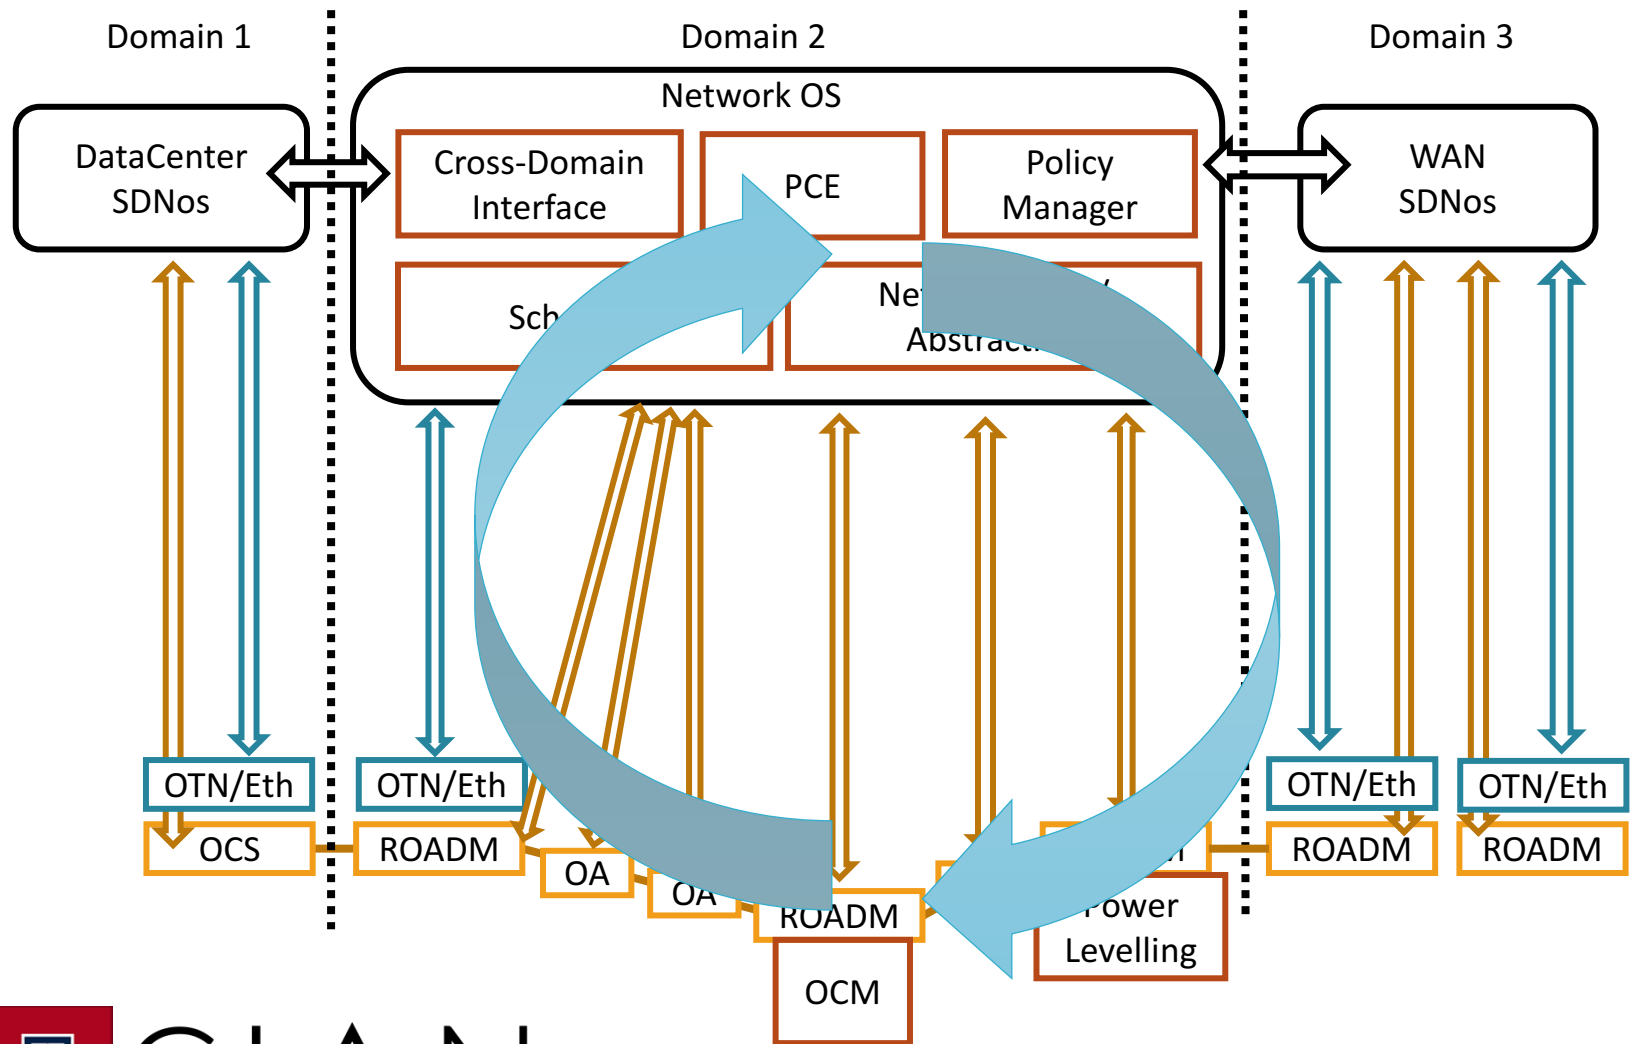 Domain 1
Domain 2
Domain 3
Network OS
DataCenter
SDNos
Cross-Domain
Interface
PCE
Policy
Manager
WAN
SDNos
OTN/Eth
OTN/Eth
OTN/Eth
OTN/Eth
OCS
ROADM
OA
OA
ROADM
OCM
Power
Levelling
ROADM
ROADM